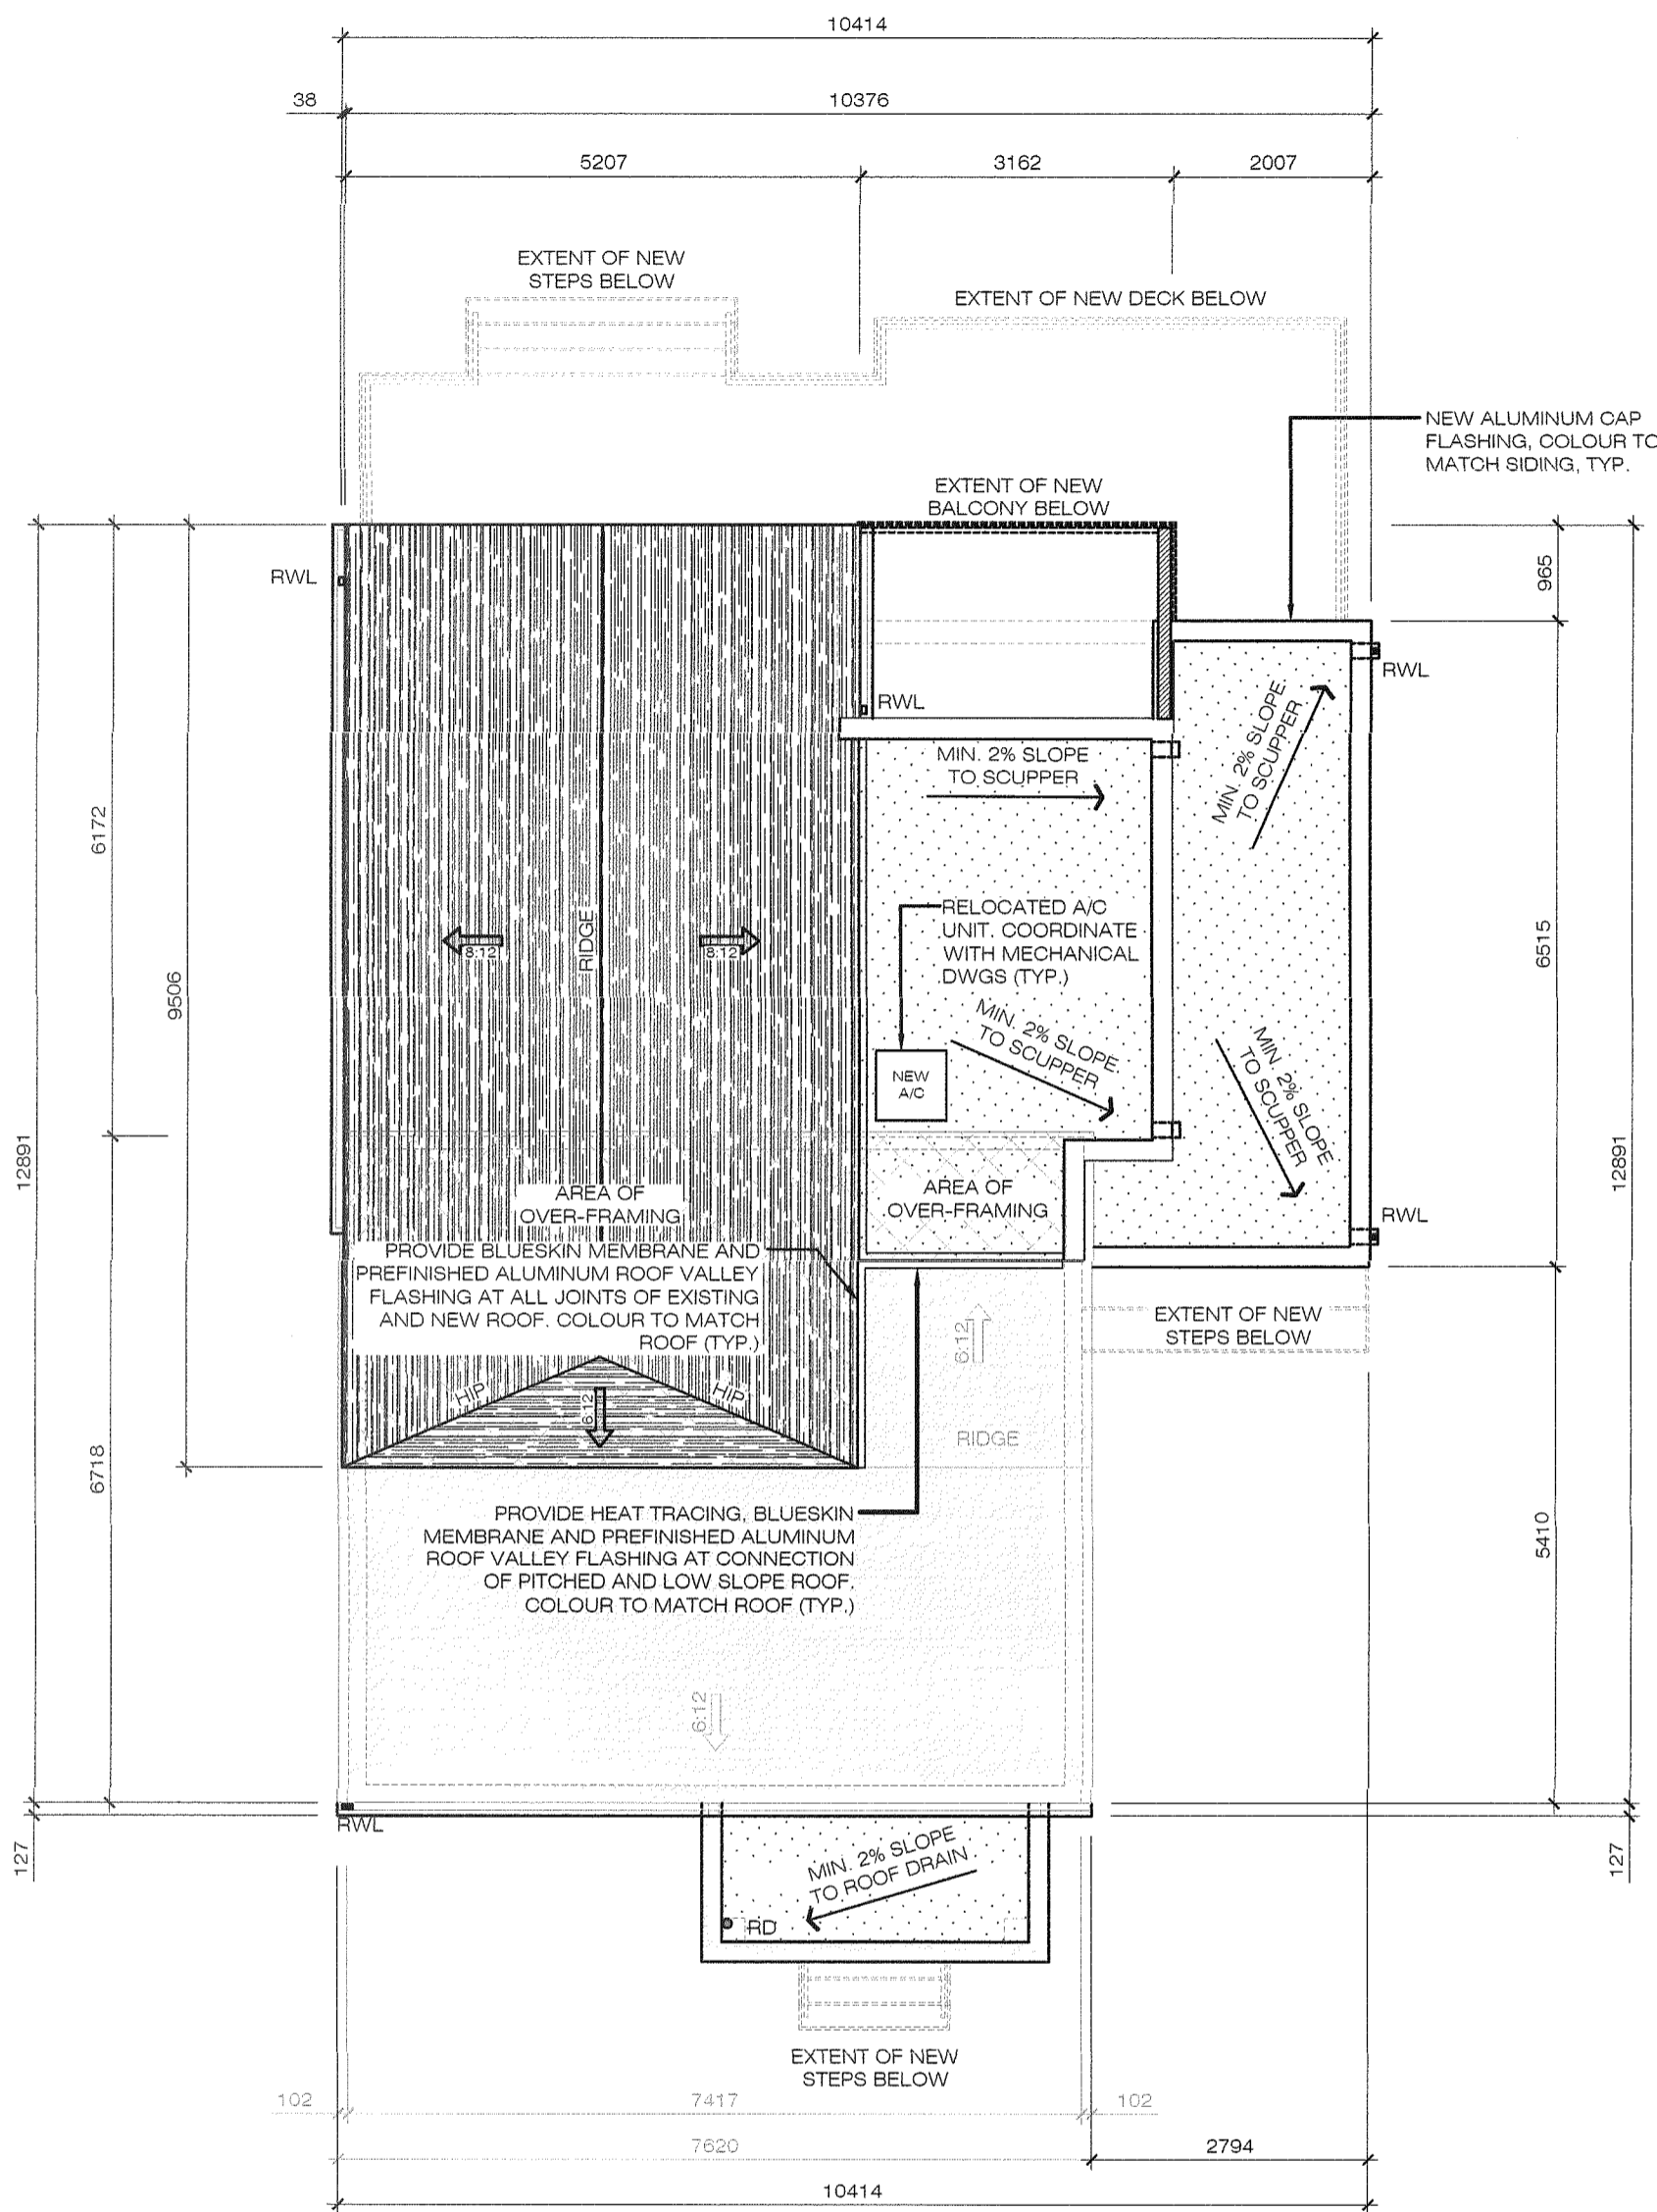 10414
38
10376
5207
3162
2007
EXTENT OF NEW
STEPS BELOW
EXTENT OF NEW DECK BELOW
NEW ALUMINUM CAP
FLASHING, COLOUR TO
MATCH SIDING, TYP.
EXTENT OF NEW
BALCONY BELOW
RWL
965
RWL
RWL
MIN. 2% SLOPE
TO SCUPPER
MIN. 2% SLOPE
TO SCUPPER
6172
RIDGE
8:12
8:12
RELOCATED A/C
UNIT. COORDINATE
WITH MECHANICAL
DWGS (TYP.)
6515
9506
MIN. 2% SLOPE
TO SCUPPER
MIN. 2% SLOPE
TO SCUPPER
NEW
A/C
12891
12891
AREA OF
OVER-FRAMING
AREA OF
OVER-FRAMING
RWL
PROVIDE BLUESKIN MEMBRANE AND
PREFINISHED ALUMINUM ROOF VALLEY
FLASHING AT ALL JOINTS OF EXISTING
AND NEW ROOF. COLOUR TO MATCH
ROOF (TYP.)
EXTENT OF NEW
STEPS BELOW
6:12
HIP
HIP
6:12
RIDGE
6718
5410
PROVIDE HEAT TRACING, BLUESKIN
MEMBRANE AND PREFINISHED ALUMINUM
ROOF VALLEY FLASHING AT CONNECTION
OF PITCHED AND LOW SLOPE ROOF.
COLOUR TO MATCH ROOF (TYP.)
6:12
RWL
127
127
MIN. 2% SLOPE
TO ROOF DRAIN
RD
EXTENT OF NEW
STEPS BELOW
102
7417
102
7620
2794
10414